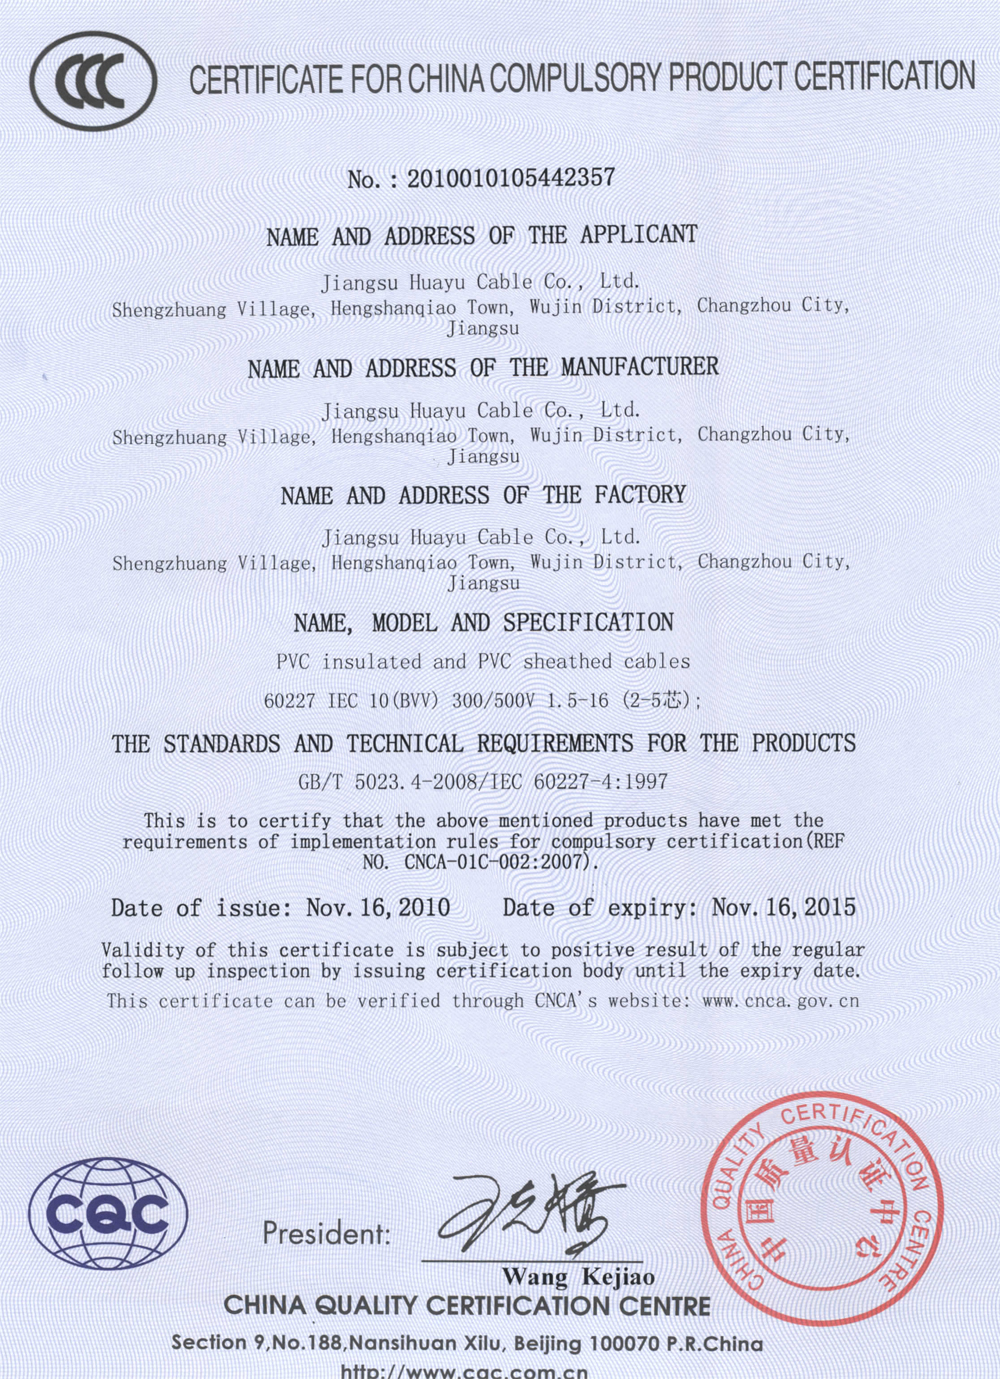 CCC
CERTIFICATE FOR CHINA COMPULSORY PRODUCT CERTIFICATION
No.: 2010010105442357
NAME AND ADDRESS OF THE APPLICANT
Jiangsu Huayu Cable Co., Ltd.
Shengzhuang Village, Hengshanqiao Town, Wujin District, Changzhou City,
Jiangsu
NAME AND ADDRESS OF THE MANUFACTURER
Jiangsu Huayu Cable Co., Ltd.
Shengzhuang Village, Hengshanqiao Town, Wujin District, Changzhou City,
Jiangsu
NAME AND ADDRESS OF THE FACTORY
Jiangsu Huayu Cable Co., Ltd.
Shengzhuang Village, Hengshanqiao Town, Wujin District, Changzhou City,
Jiangsu
NAME, MODEL AND SPECIFICATION
PVC insulated and PVC sheathed cables
60227 IEC 10(BVV) 300/500V 1.5-16 (2-5芯);
THE STANDARDS AND TECHNICAL REQUIREMENTS FOR THE PRODUCTS
GB/T 5023.4-2008/IEC 60227-4:1997
This is to certify that the above mentioned products have met the
requirements of implementation rules for compulsory certification(REF
NO. CNCA-01C-002:2007).
Date of issue: Nov.16,2010 Date of expiry: Nov.16,2015
Validity of this certificate is subject to positive result of the regular
follow up inspection by issuing certification body until the expiry date.
This certificate can be verified through CNCA's website: www.cnca.gov.cn
CHINA QUALITY CERTIFICATION CENTRE
中国质量认证中心
CQC
President:
Wang Kejiao
CHINA QUALITY CERTIFICATION CENTRE
Section 9,No.188,Nansihuan Xilu, Beijing 100070 P.R.China
http://www.cqc.com.cn